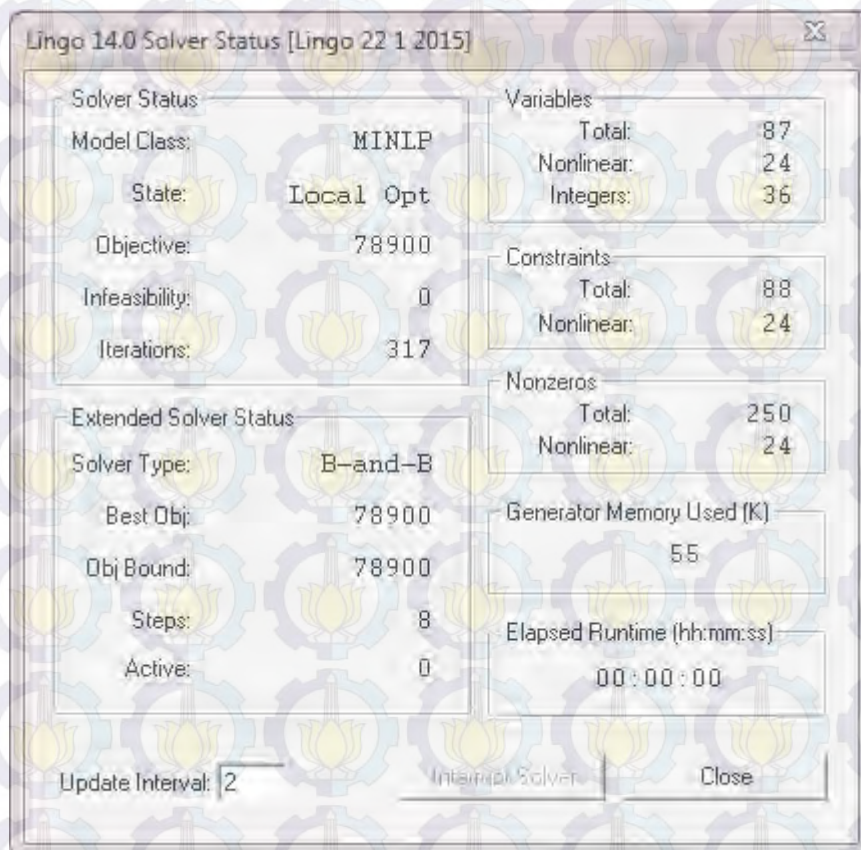 Lingo 14.0 Solver Status [Lingo 22 1 2015]
Solver Status
Model Class: MINLP
State: Local Opt
Objective: 78900
Infeasibility: 0
Iterations: 317
Extended Solver Status
Solver Type: B-and-B
Best Obj: 78900
Obj Bound: 78900
Steps: 8
Active: 0
Variables
Total: 87
Nonlinear: 24
Integers: 36
Constraints
Total: 88
Nonlinear: 24
Nonzeros
Total: 250
Nonlinear: 24
Generator Memory Used (K)
55
Elapsed Runtime (hh:mm:ss)
00:00:00
Update Interval: 2
Interrupt Solver
Close